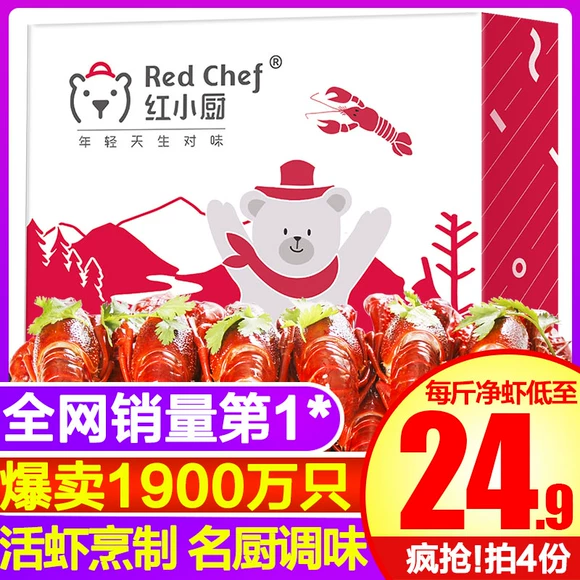 Red Chef®
红小厨
年轻天生对味
全网销量第1*
爆卖1900万只
活虾烹制 名厨调味
每斤净虾低至
24.9
疯抢!拍4份